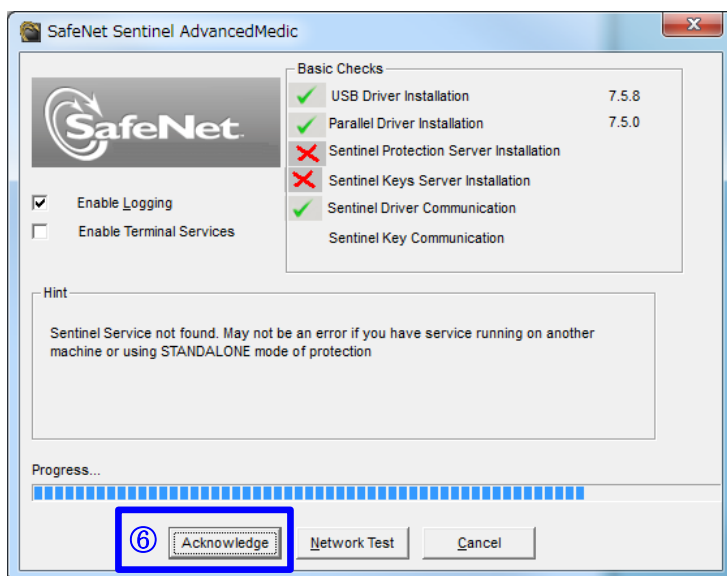 SafeNet Sentinel AdvancedMedic
SafeNet.
Basic Checks
USB Driver Installation 7.5.8
Parallel Driver Installation 7.5.0
Sentinel Protection Server Installation
Sentinel Keys Server Installation
Sentinel Driver Communication
Sentinel Key Communication
Enable Logging
Enable Terminal Services
Hint
Sentinel Service not found. May not be an error if you have service running on another
machine or using STANDALONE mode of protection
Progress...
⑥ Acknowledge Network Test Cancel